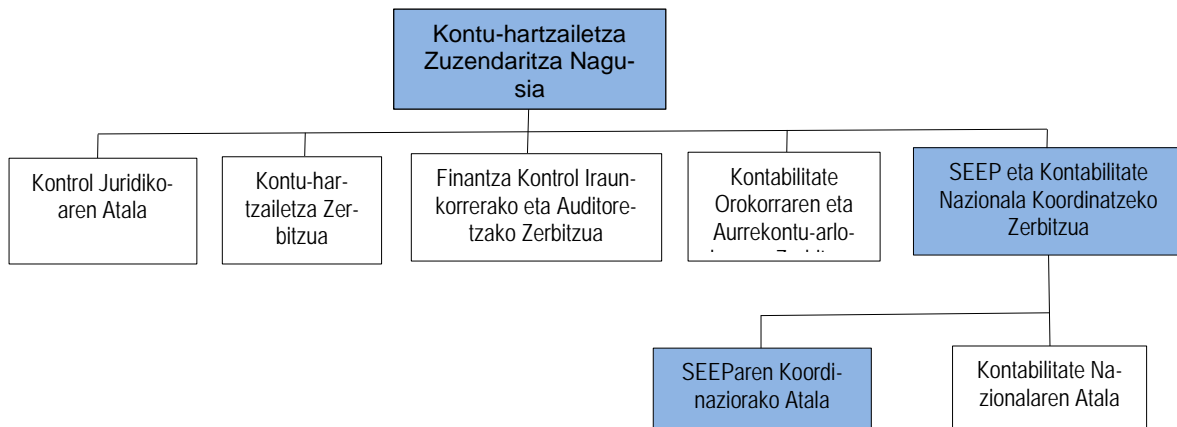 Kontu-hartzailetza
Zuzendaritza Nagu-
sia
Kontrol Juridiko-
aren Atala
Kontu-har-
tzailetza Zer-
bitzua
Finantza Kontrol Iraun-
korrerako eta Auditore-
tzako Zerbitzua
Kontabilitate
Orokorraren eta
Aurrekontu-arlo-
SEEP eta Kontabilitate
Nazionala Koordinatzeko
Zerbitzua
SEEParen Koordi-
naziorako Atala
Kontabilitate Na-
zionalaren Atala